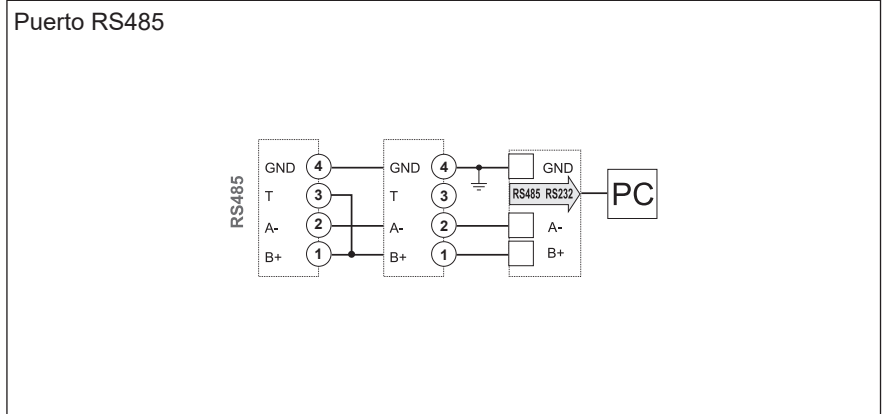 Puerto RS485
RS485
GND 4 GND 4 GND
T 3 T 3 RS485 RS232 PC
A- 2 A- 2 A-
B+ 1 B+ 1 B+